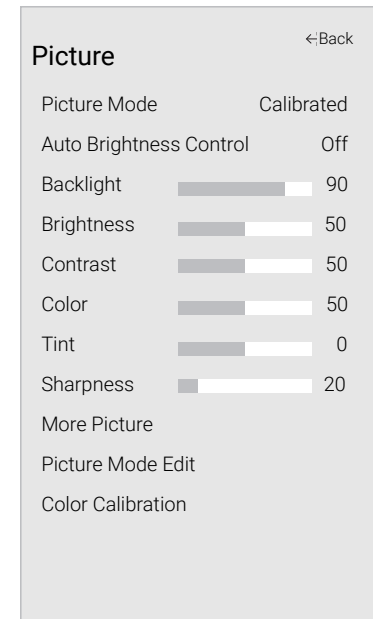 ←Back
Picture
Picture Mode Calibrated
Auto Brightness Control Off
Backlight 90
Brightness 50
Contrast 50
Color 50
Tint 0
Sharpness 20
More Picture
Picture Mode Edit
Color Calibration